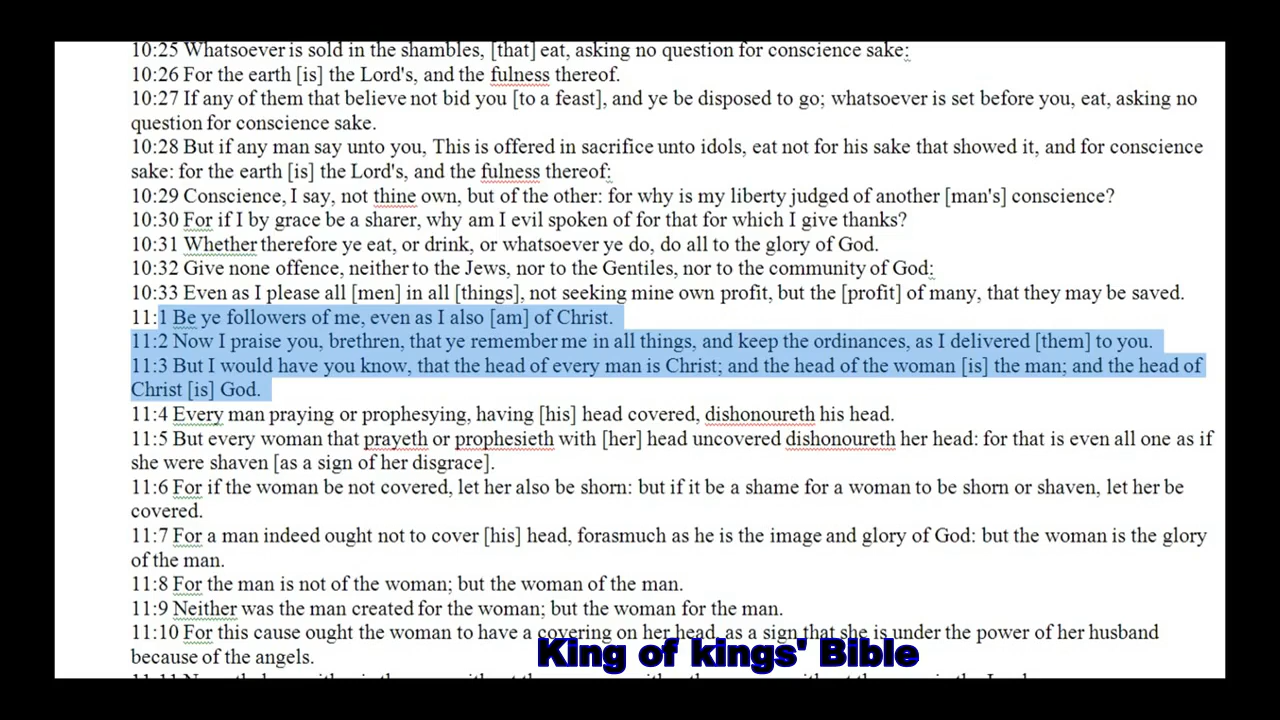 10:25 Whatsoever is sold in the shambles, [that] eat, asking no question for conscience sake:
10:26 For the earth [is] the Lord's, and the fulness thereof.
10:27 If any of them that believe not bid you [to a feast], and ye be disposed to go; whatsoever is set before you, eat, asking no
question for conscience sake.
10:28 But if any man say unto you, This is offered in sacrifice unto idols, eat not for his sake that showed it, and for conscience
sake: for the earth [is] the Lord's, and the fulness thereof:
10:29 Conscience, I say, not thine own, but of the other: for why is my liberty judged of another [man's] conscience?
10:30 For if I by grace be a sharer, why am I evil spoken of for that for which I give thanks?
10:31 Whether therefore ye eat, or drink, or whatsoever ye do, do all to the glory of God.
10:32 Give none offence, neither to the Jews, nor to the Gentiles, nor to the community of God:
10:33 Even as I please all [men] in all [things], not seeking mine own profit, but the [profit] of many, that they may be saved.
11:1 Be ye followers of me, even as I also [am] of Christ.
11:2 Now I praise you, brethren, that ye remember me in all things, and keep the ordinances, as I delivered [them] to you.
11:3 But I would have you know, that the head of every man is Christ; and the head of the woman [is] the man; and the head of
Christ [is] God.
11:4 Every man praying or prophesying, having [his] head covered, dishonoureth his head.
11:5 But every woman that prayeth or prophesieth with [her] head uncovered dishonoureth her head: for that is even all one as if
she were shaven [as a sign of her disgrace].
11:6 For if the woman be not covered, let her also be shorn: but if it be a shame for a woman to be shorn or shaven, let her be
covered.
11:7 For a man indeed ought not to cover [his] head, forasmuch as he is the image and glory of God: but the woman is the glory
of the man.
11:8 For the man is not of the woman; but the woman of the man.
11:9 Neither was the man created for the woman; but the woman for the man.
11:10 For this cause ought the woman to have a covering on her head, as a sign that she is under the power of her husband
because of the angels.
King of kings' Bible